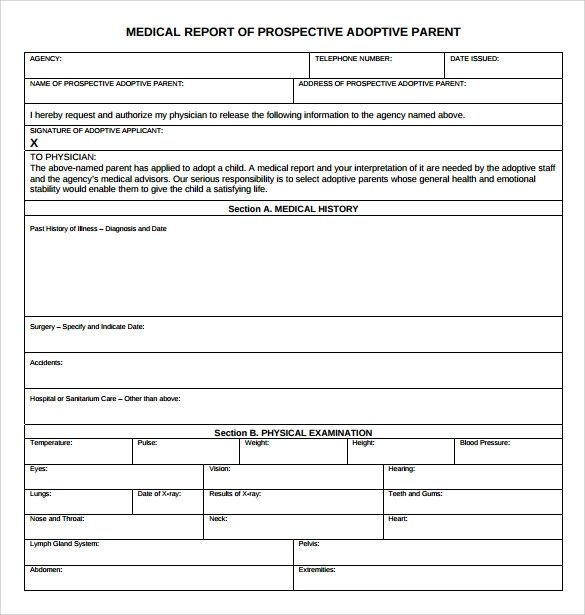 MEDICAL REPORT OF PROSPECTIVE ADOPTIVE PARENT
AGENCY: TELEPHONE NUMBER: DATE ISSUED:
NAME OF PROSPECTIVE ADOPTIVE PARENT: ADDRESS OF PROSPECTIVE ADOPTIVE PARENT:
I hereby request and authorize my physician to release the following information to the agency named above.
SIGNATURE OF ADOPTIVE APPLICANT:
X
TO PHYSICIAN:
The above-named parent has applied to adopt a child. A medical report and your interpretation of it are needed by the adoptive staff
and the agency's medical advisors. Our serious responsibility is to select adoptive parents whose general health and emotional
stability would enable them to give the child a satisfying life.
Section A. MEDICAL HISTORY
Past History of Illness – Diagnosis and Date
Surgery – Specify and Indicate Date:
Accidents:
Hospital or Sanitarium Care – Other than above:
Section B. PHYSICAL EXAMINATION
Temperature: Pulse: Weight: Height: Blood Pressure:
Eyes: Vision: Hearing:
Lungs: Date of X-ray: Results of X-ray: Teeth and Gums:
Nose and Throat: Neck: Heart:
Lymph Gland System: Pelvis:
Abdomen: Extremities: